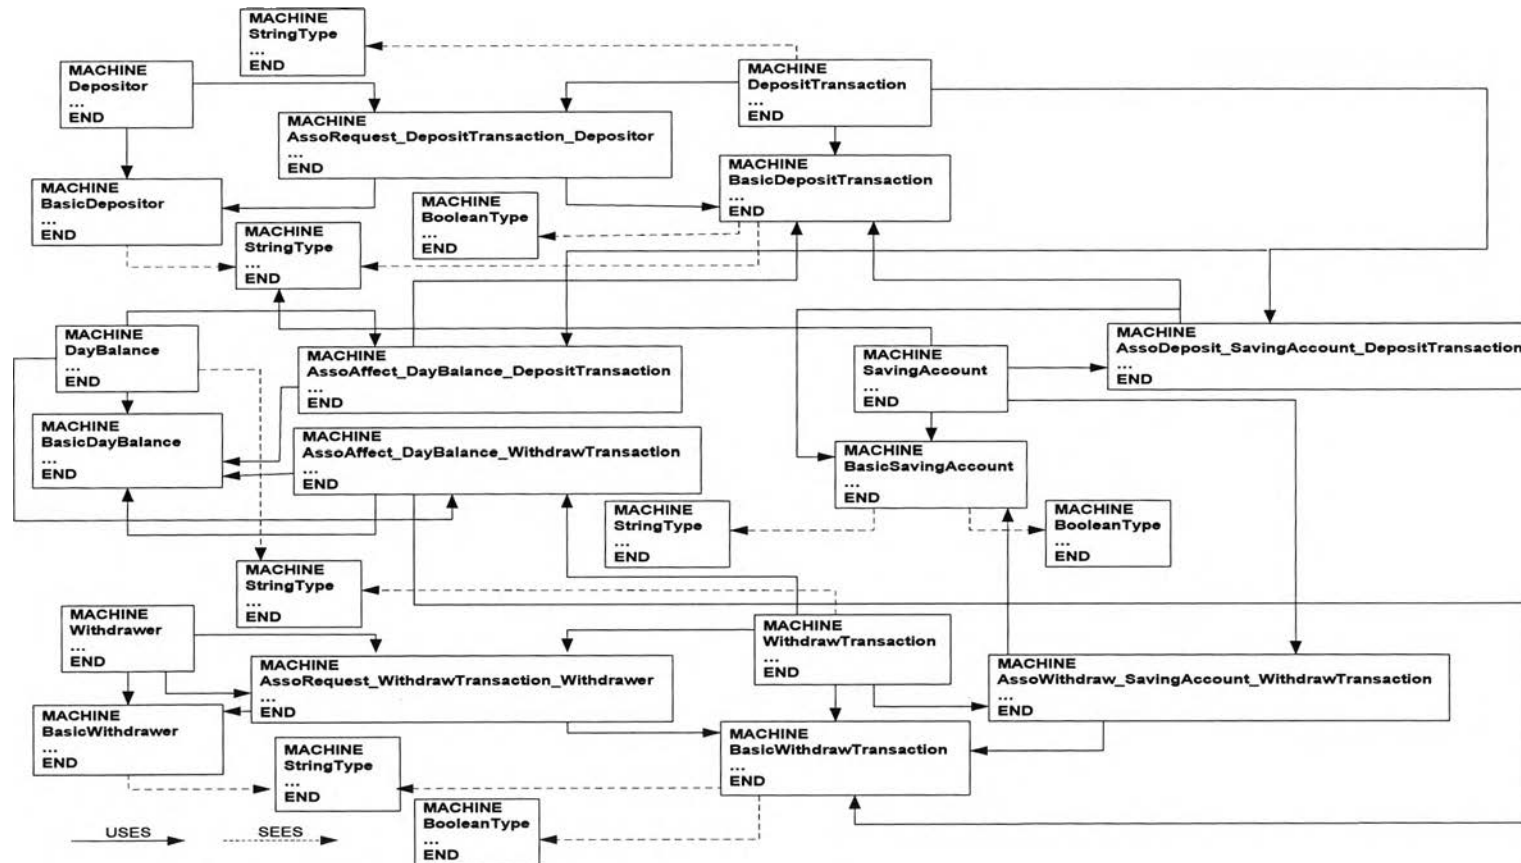 MACHINE
StringType
...
END
MACHINE
Depositor
...
END
MACHINE
DepositTransaction
...
END
MACHINE
AssoRequest_DepositTransaction_Depositor
...
END
MACHINE
BasicDepositTransaction
...
END
MACHINE
BasicDepositor
...
END
MACHINE
BooleanType
...
END
MACHINE
StringType
...
END
MACHINE
DayBalance
...
END
MACHINE
AssoAffect_DayBalance_DepositTransaction
...
END
MACHINE
SavingAccount
...
END
MACHINE
AssoDeposit_SavingAccount_DepositTransaction
...
END
MACHINE
BasicDayBalance
...
END
MACHINE
AssoAffect_DayBalance_WithdrawTransaction
...
END
MACHINE
BasicSavingAccount
...
END
MACHINE
StringType
...
END
MACHINE
BooleanType
...
END
MACHINE
StringType
...
END
MACHINE
Withdrawer
...
END
MACHINE
WithdrawTransaction
...
END
MACHINE
AssoRequest_WithdrawTransaction_Withdrawer
...
END
MACHINE
AssoWithdraw_SavingAccount_WithdrawTransaction
...
END
MACHINE
BasicWithdrawer
...
END
MACHINE
BasicWithdrawTransaction
...
END
MACHINE
StringType
...
END
MACHINE
BooleanType
...
END
USES
SEES